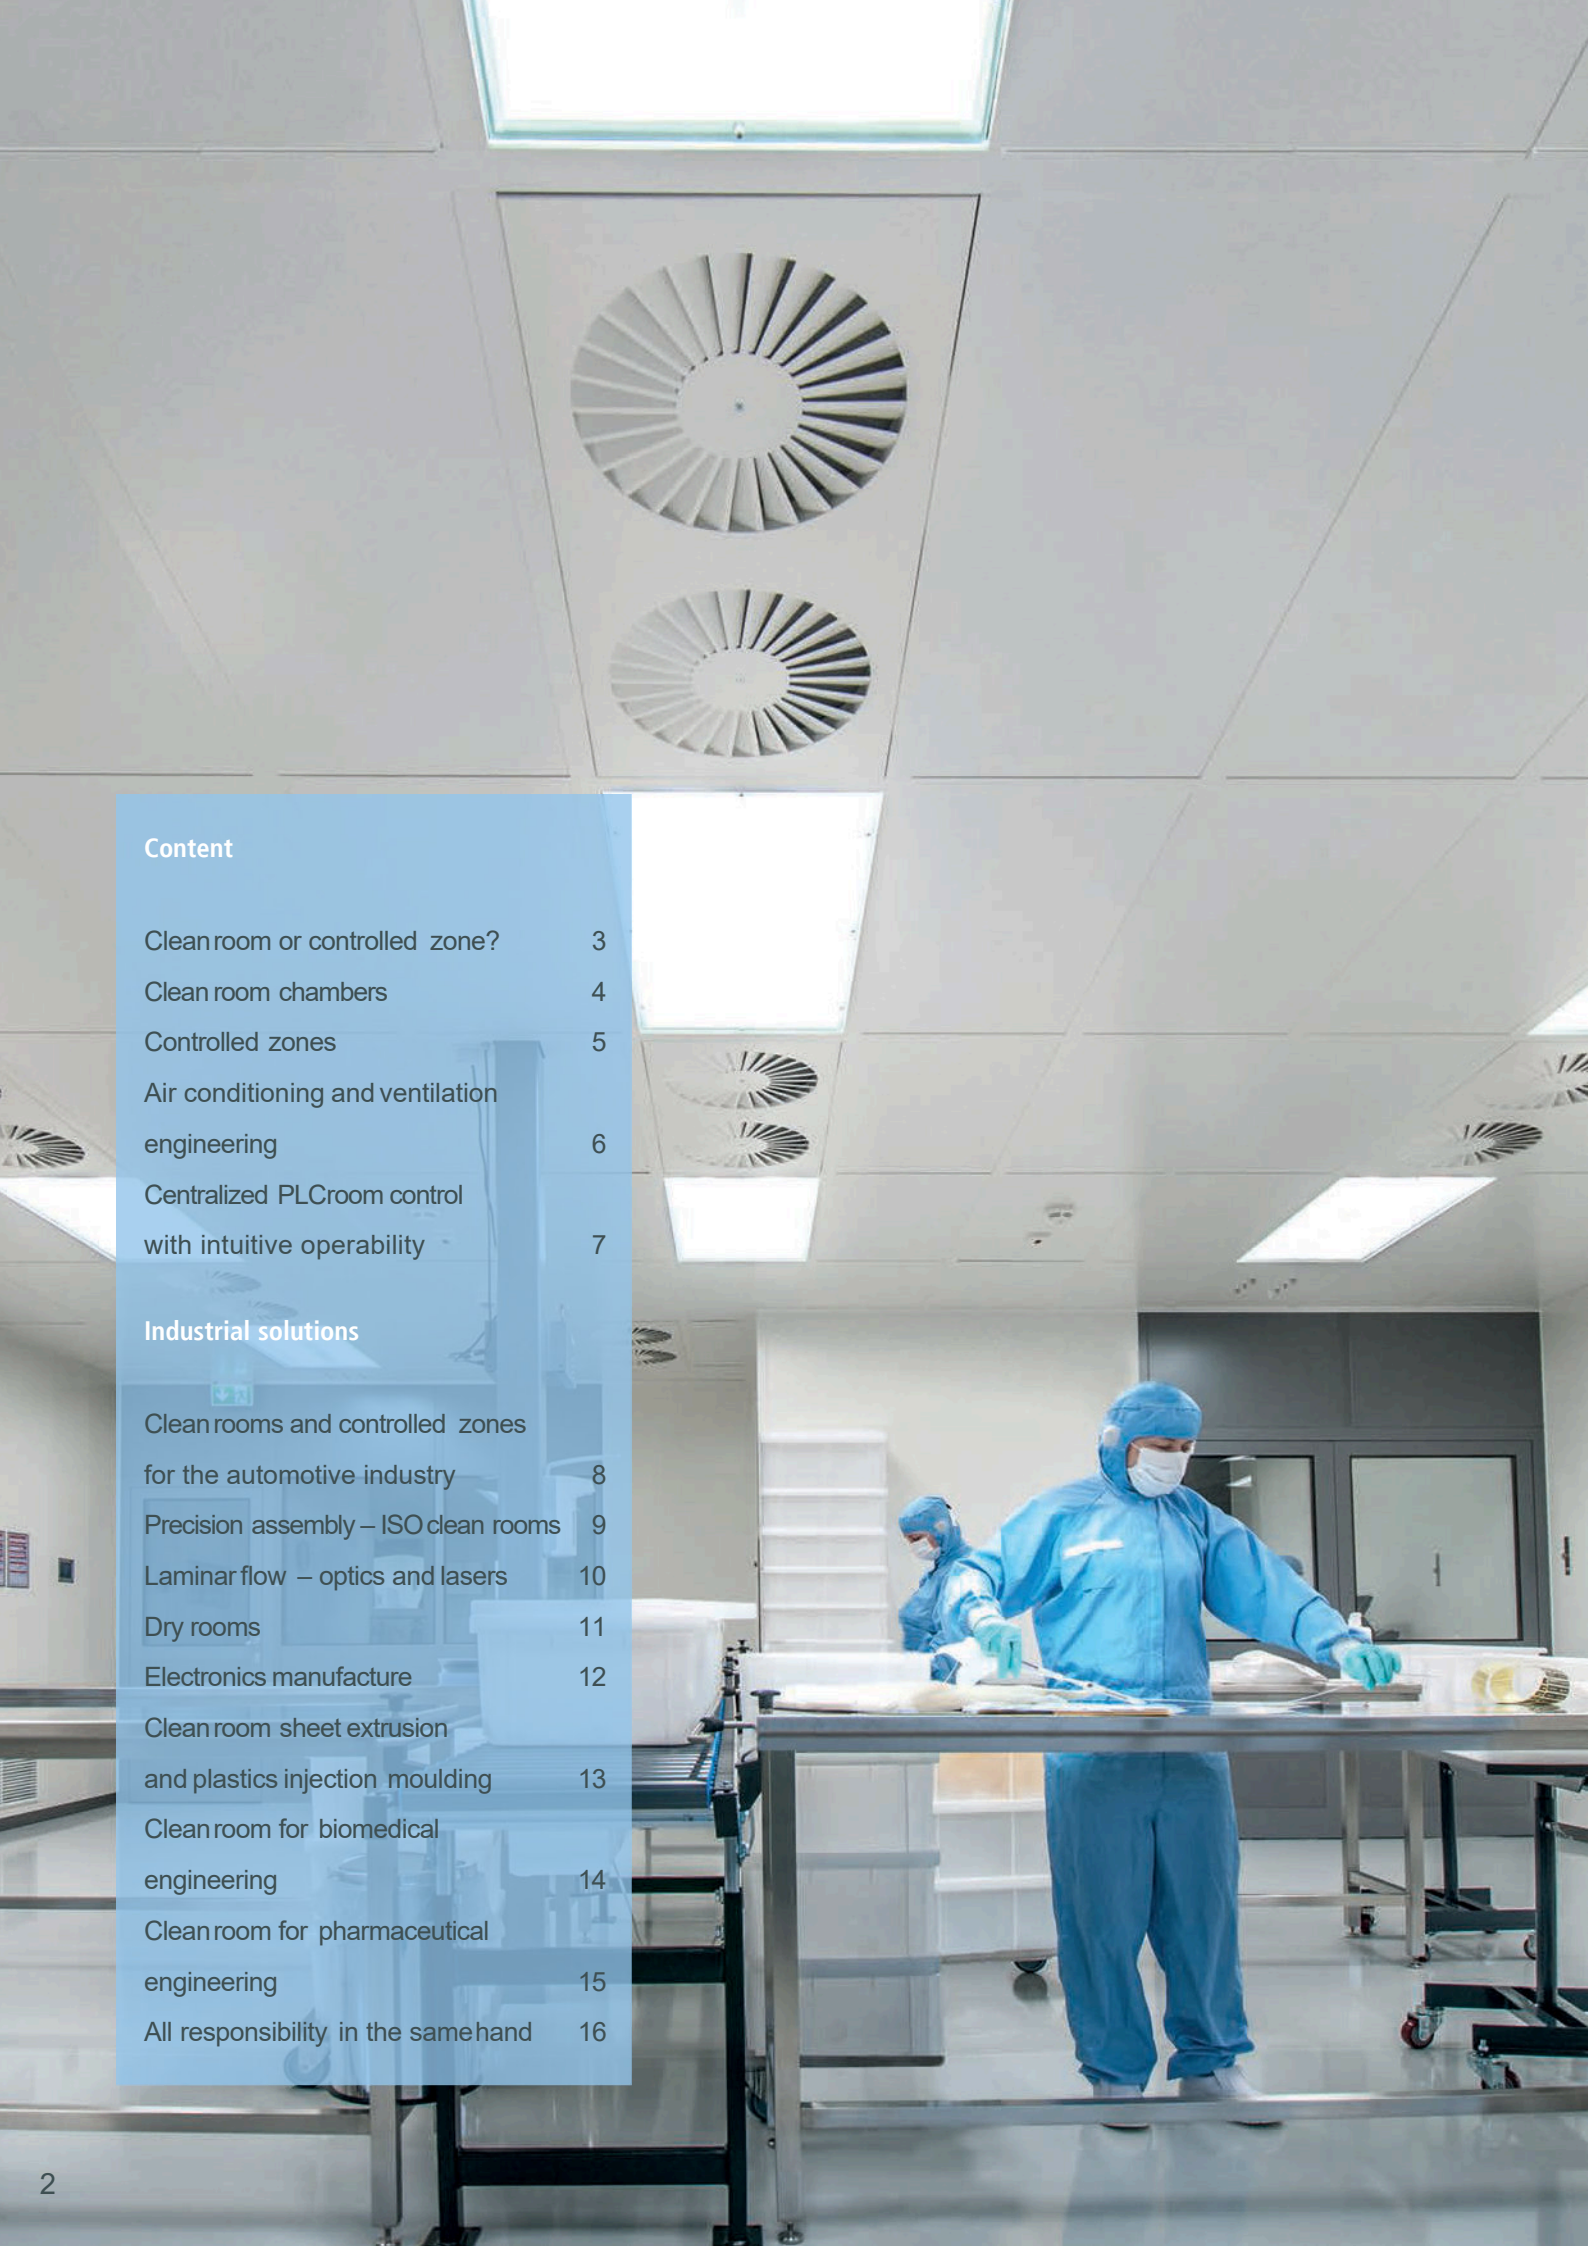 Content
Clean room or controlled zone? 3
Clean room chambers 4
Controlled zones 5
Air conditioning and ventilation
engineering 6
Centralized PLCroom control
with intuitive operability 7
Industrial solutions
Clean rooms and controlled zones
for the automotive industry 8
Precision assembly – ISO clean rooms 9
Laminar flow – optics and lasers 10
Dry rooms 11
Electronics manufacture 12
Clean room sheet extrusion
and plastics injection moulding 13
Clean room for biomedical
engineering 14
Clean room for pharmaceutical
engineering 15
All responsibility in the same hand 16
2